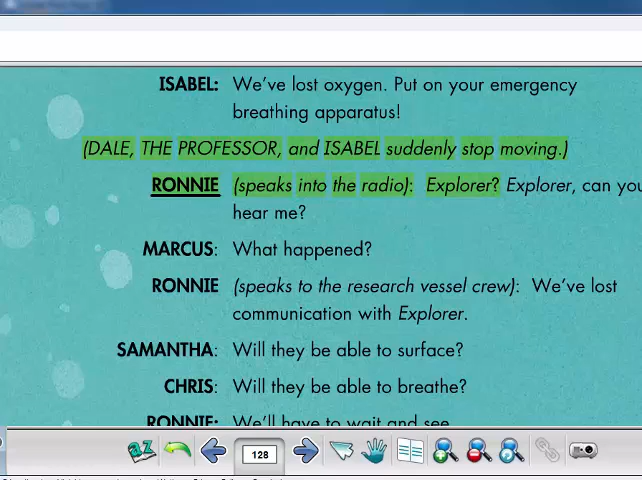 ISABEL: We've lost oxygen. Put on your emergency
breathing apparatus!
(DALE, THE PROFESSOR, and ISABEL suddenly stop moving.)
RONNIE (speaks into the radio): Explorer? Explorer, can you
hear me?
MARCUS: What happened?
RONNIE (speaks to the research vessel crew): We've lost
communication with Explorer.
SAMANTHA: Will they be able to surface?
CHRIS: Will they be able to breathe?
RONNIE: We'll have to wait and see
az
128